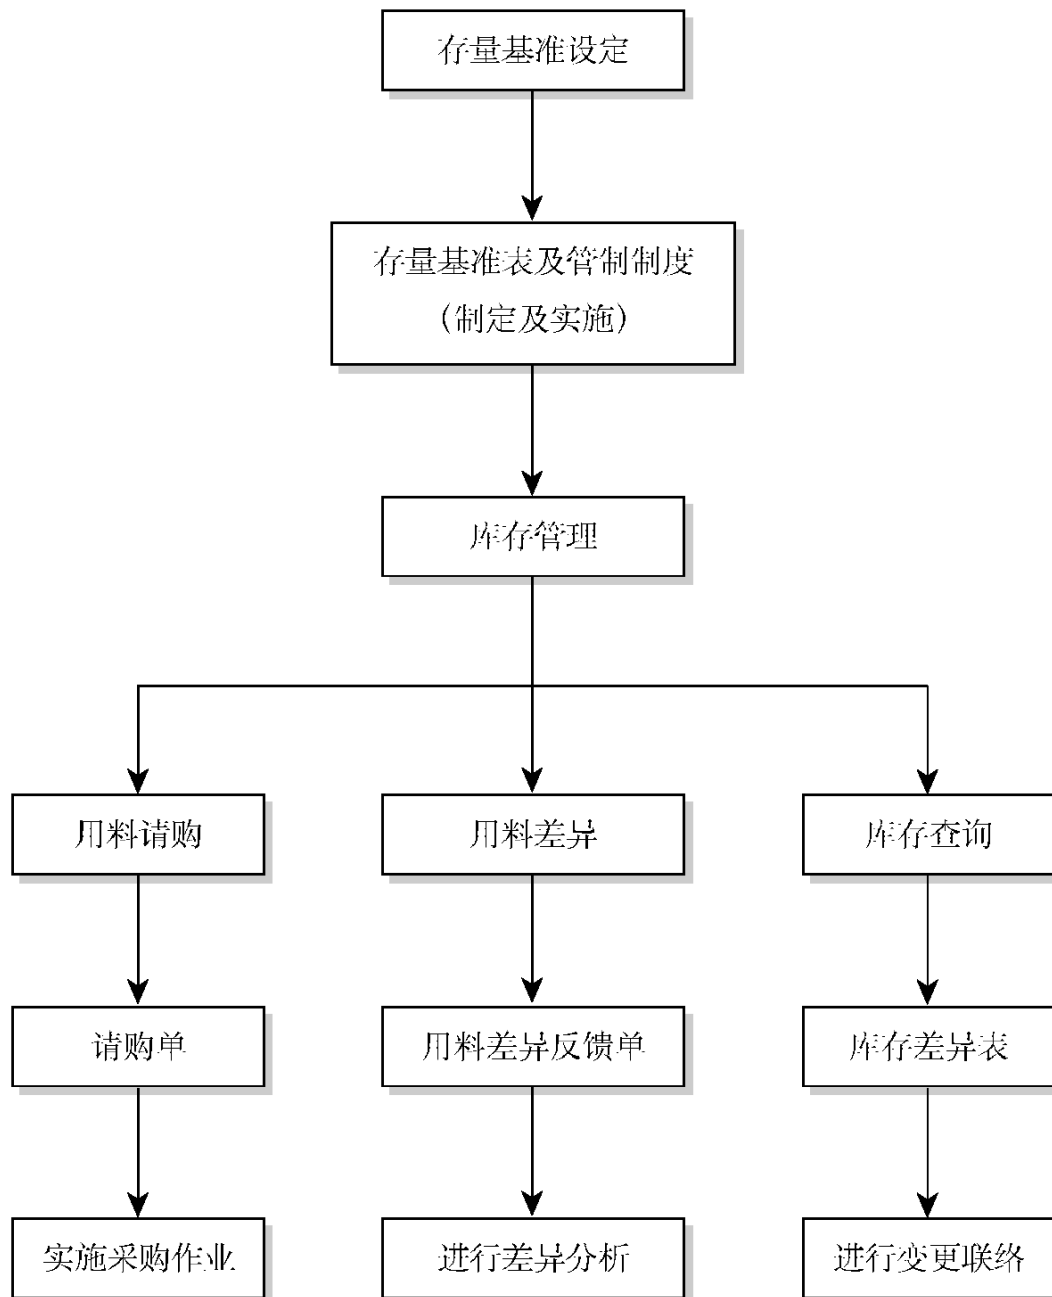 存量基准设定
存量基准表及管制制度
（制定及实施）
库存管理
用料请购
用料差异
库存查询
请购单
用料差异反馈单
库存差异表
实施采购作业
进行差异分析
进行变更联络